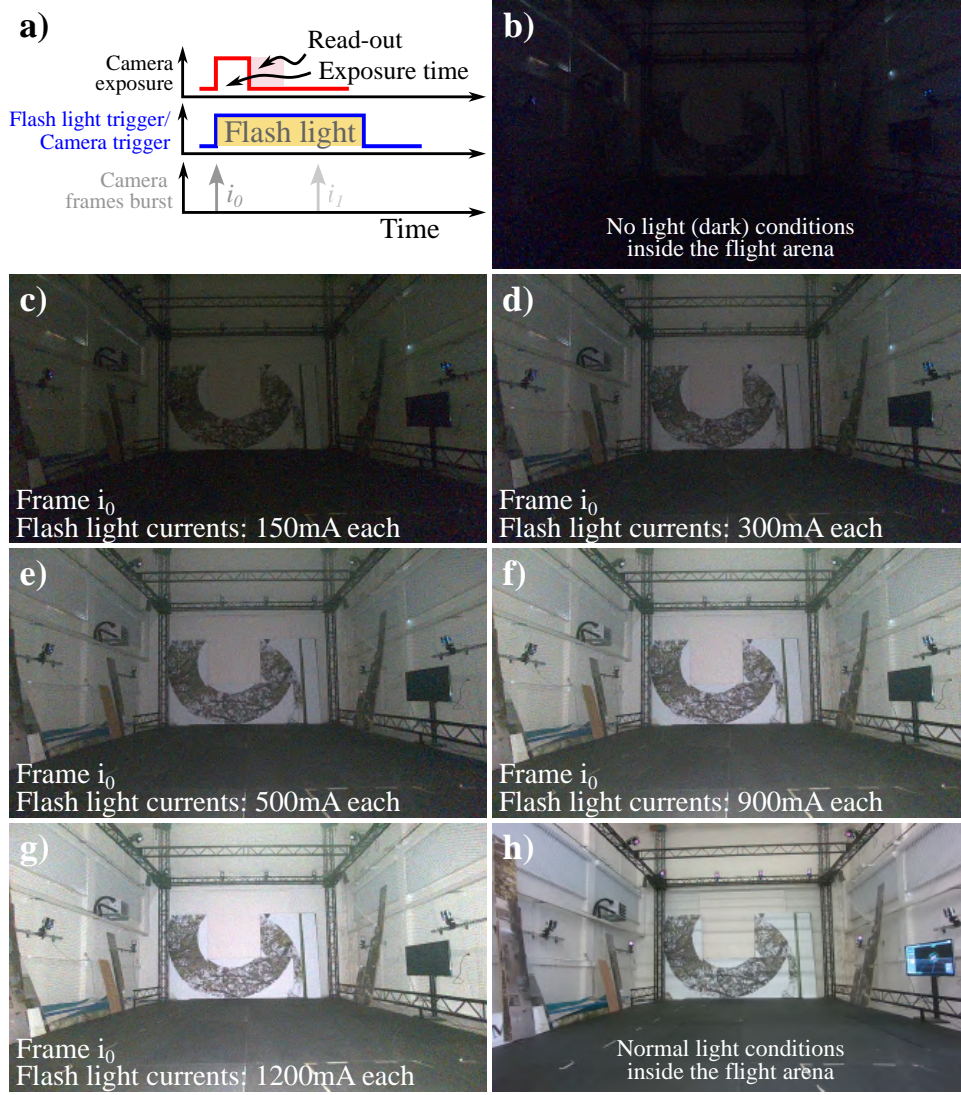 a)
Camera
exposure
Read-out
Exposure time
Flash light trigger/
Camera trigger
Flash light
Camera
frames burst
i₀
i₁
Time
b)
No light (dark) conditions
inside the flight arena
c)
Frame i₀
Flash light currents: 150mA each
d)
Frame i₀
Flash light currents: 300mA each
e)
Frame i₀
Flash light currents: 500mA each
f)
Frame i₀
Flash light currents: 900mA each
g)
Frame i₀
Flash light currents: 1200mA each
h)
Normal light conditions
inside the flight arena